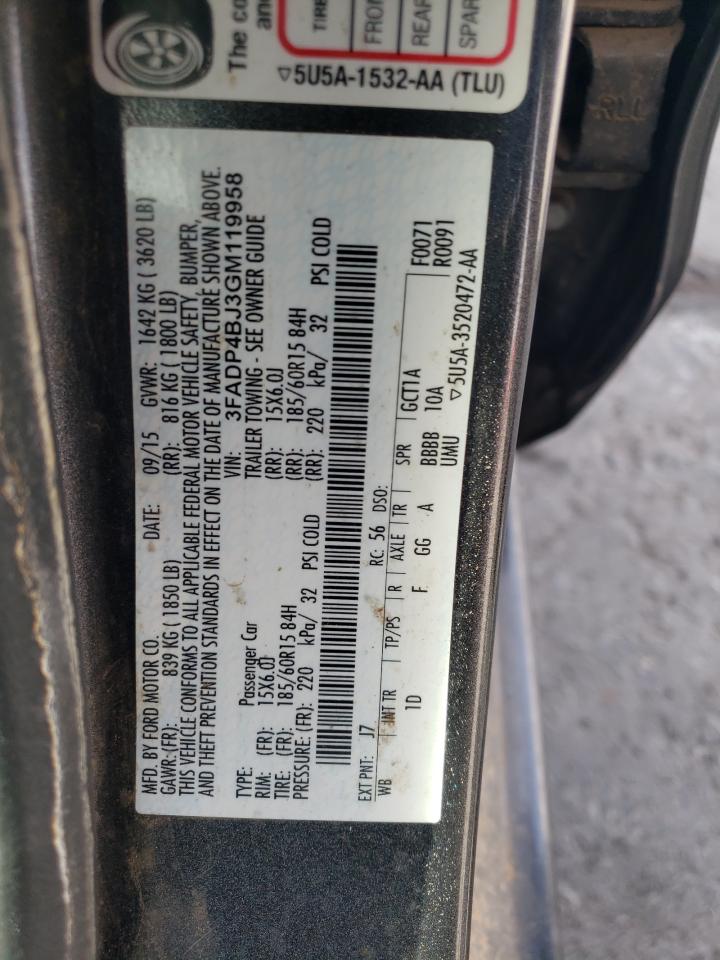 The co
and
TIRE
FRON
REAR
SPAR
▽5U5A-1532-AA (TLU)
MFD. BY FORD MOTOR CO. DATE: 09/15 GVWR: 1642 KG ( 3620 LB)
GAWR:(FR): 839 KG ( 1850 LB) (RR): 816 KG ( 1800 LB)
THIS VEHICLE CONFORMS TO ALL APPLICABLE FEDERAL MOTOR VEHICLE SAFETY, BUMPER,
AND THEFT PREVENTION STANDARDS IN EFFECT ON THE DATE OF MANUFACTURE SHOWN ABOVE.
VIN: 3FADP4BJ3GM119958
TYPE: Passenger Car TRAILER TOWING - SEE OWNER GUIDE
RIM: (FR): 15X6.0J (RR): 15X6.0J
TIRE: (FR): 185/60R15 84H (RR): 185/60R15 84H
PRESSURE: (FR): 220 kPa/ 32 PSI COLD (RR): 220 kPa/ 32 PSI COLD
EXT PNT: J7 RC: 56 DSO: F0071
WB INT TR TP/PS R AXLE TR SPR GCT1A R0091
1D F GG A BBBB 10A
UMU ▽5U5A-3520472-AA
RLL